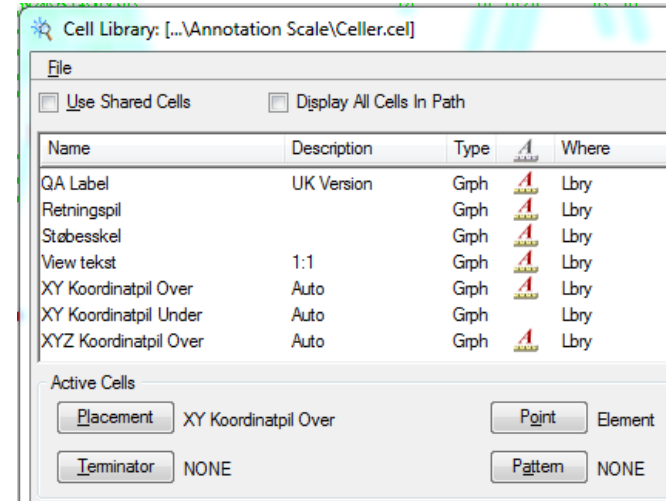 Cell Library: [...\Annotation Scale\Celler.cel]
File
Use Shared Cells Display All Cells In Path
Name Description Type A Where
QA Label UK Version Grph A Lbry
Retningspil Grph A Lbry
Støbesskel Grph A Lbry
View tekst 1:1 Grph A Lbry
XY Koordinatpil Over Auto Grph A Lbry
XY Koordinatpil Under Auto Grph Lbry
XYZ Koordinatpil Over Auto Grph A Lbry
Active Cells
Placement XY Koordinatpil Over Point Element
Terminator NONE Pattern NONE